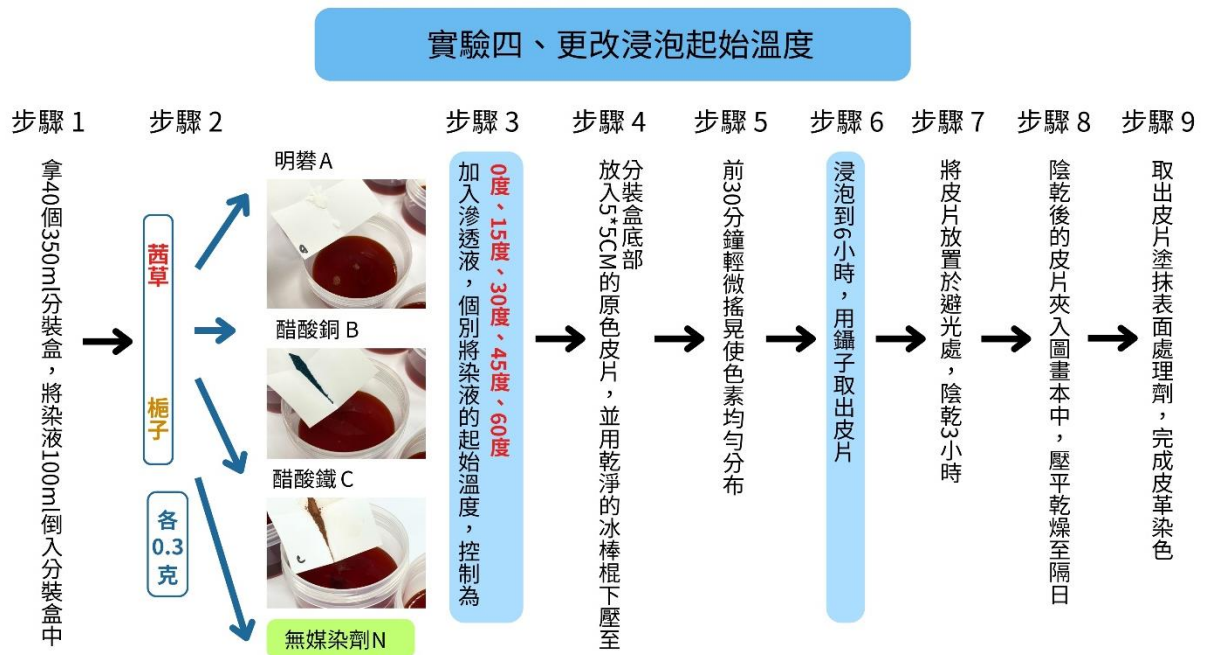 實驗四、更改浸泡起始溫度
步驟 1
拿40個350ml分裝盒，將染液100ml倒入分裝盒中
步驟 2
茜草
梔子
各
0.3
克
明礬 A
醋酸銅 B
醋酸鐵 C
無媒染劑N
步驟 3
0度、15度、30度、45度、60度
加入滲透液，個別將染液的起始溫度，控制為
步驟 4
分裝盒底部
放入5*5CM的原色皮片，並用乾淨的冰棒棍下壓至
步驟 5
前30分鐘輕微搖晃使色素均勻分布
步驟 6
浸泡到6小時，用鑷子取出皮片
步驟 7
將皮片放置於避光處，陰乾3小時
步驟 8
陰乾後的皮片夾入圖畫本中，壓平乾燥至隔日
步驟 9
取出皮片塗抹表面處理劑，完成皮革染色